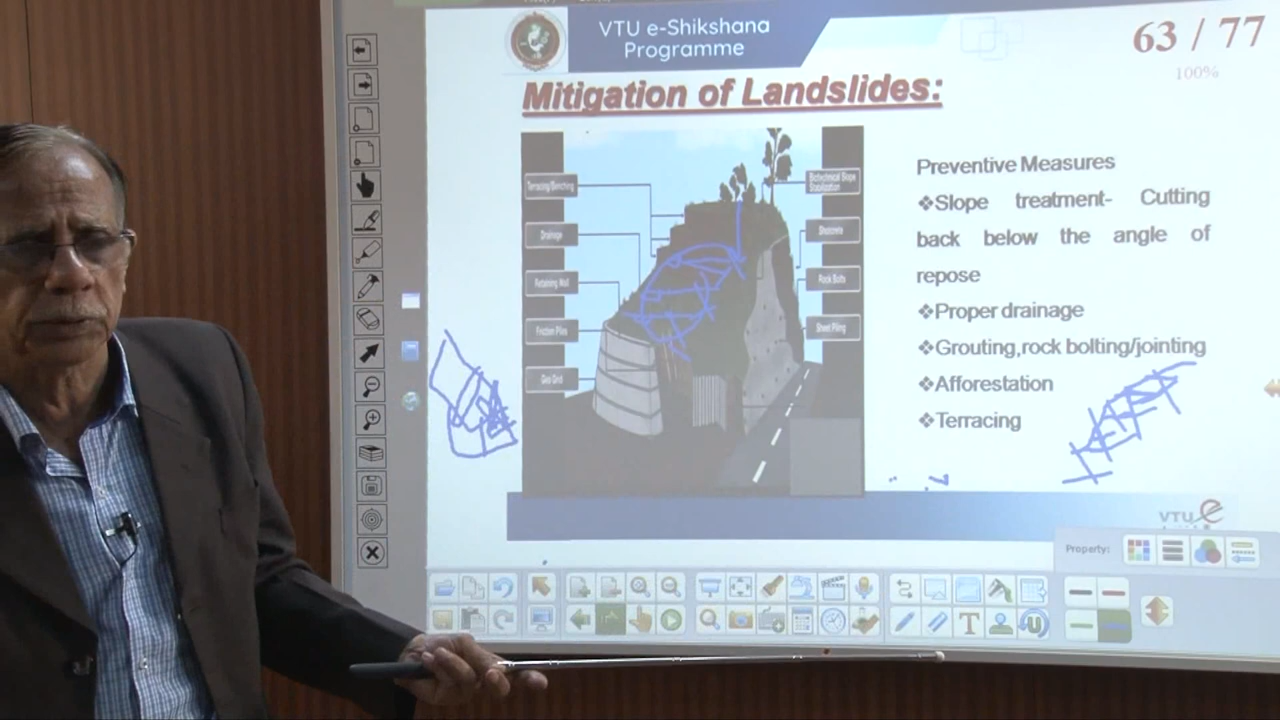 VTU e-Shikshana
Programme
63 / 77
100%
Mitigation of Landslides:
Terracing/Benching
Drainage
Retaining Wall
Friction Piles
Geo Grid
Biotechnical Slope
Stabilization
Shotcrete
Rock Bolts
Sheet Piling
Preventive Measures
❖Slope treatment- Cutting
back below the angle of
repose
❖Proper drainage
❖Grouting,rock bolting/jointing
❖Afforestation
❖Terracing
VTU e
Property: